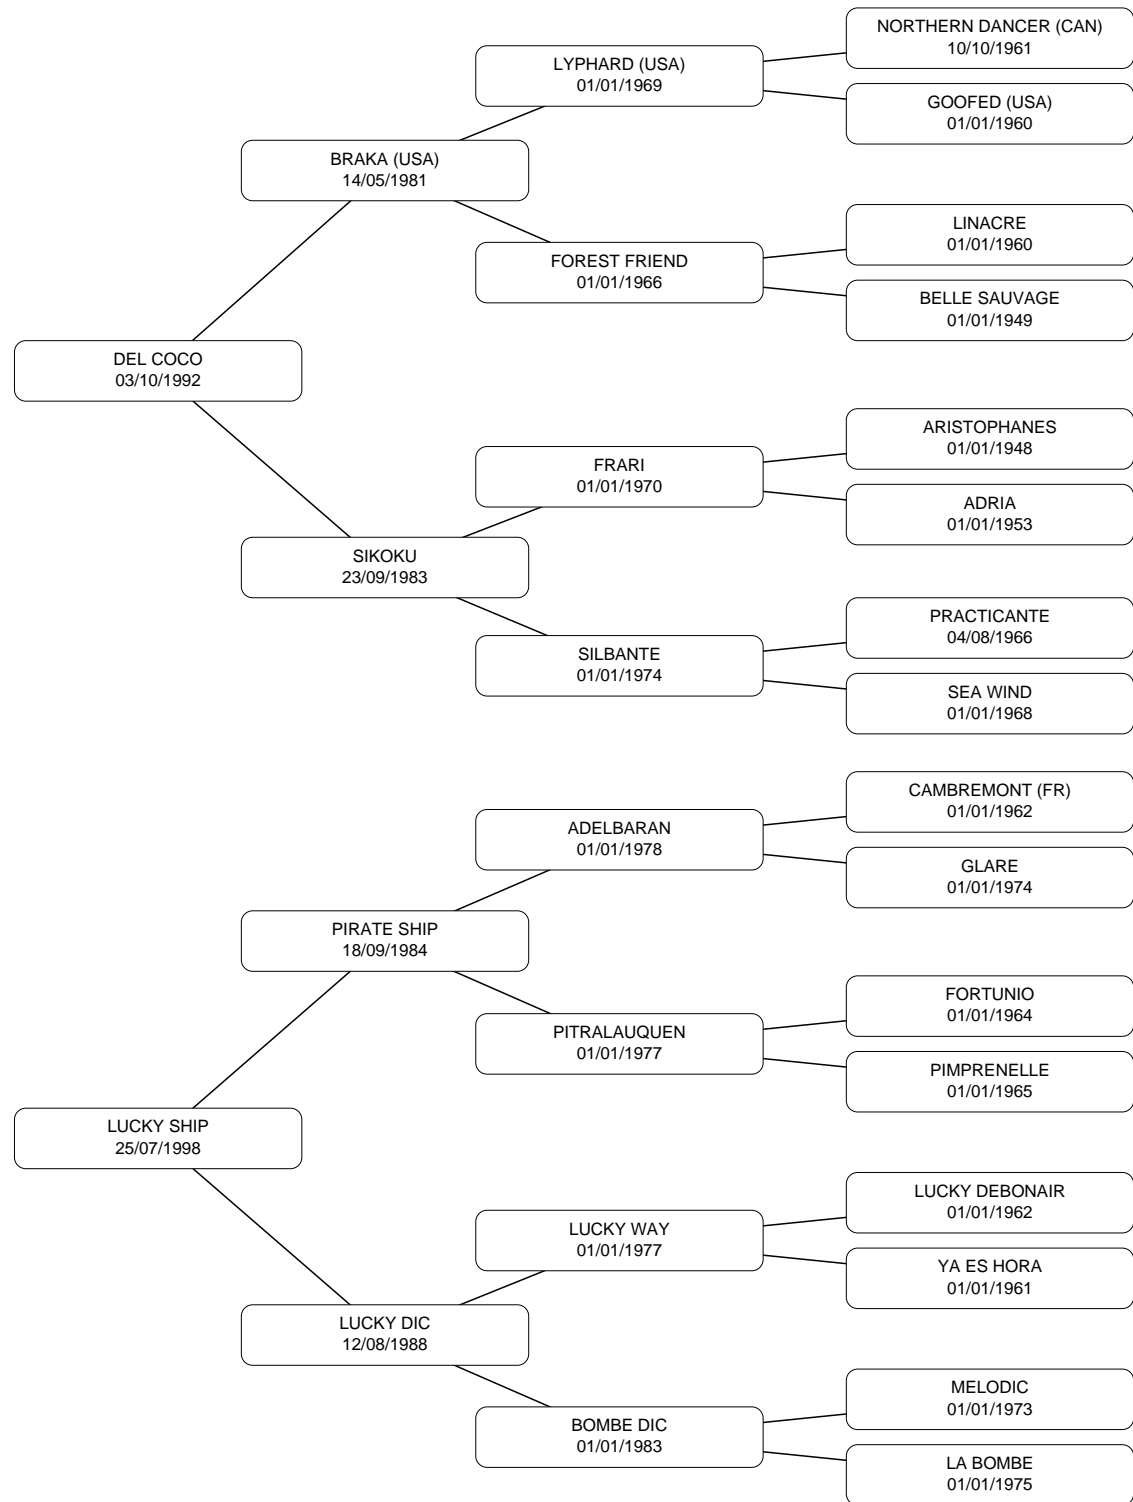 NORTHERN DANCER (CAN)
10/10/1961
LYPHARD (USA)
01/01/1969
GOOFED (USA)
01/01/1960
BRAKA (USA)
14/05/1981
LINACRE
01/01/1960
FOREST FRIEND
01/01/1966
BELLE SAUVAGE
01/01/1949
DEL COCO
03/10/1992
ARISTOPHANES
01/01/1948
FRARI
01/01/1970
ADRIA
01/01/1953
SIKOKU
23/09/1983
PRACTICANTE
04/08/1966
SILBANTE
01/01/1974
SEA WIND
01/01/1968
CAMBREMONT (FR)
01/01/1962
ADELBARAN
01/01/1978
GLARE
01/01/1974
PIRATE SHIP
18/09/1984
FORTUNIO
01/01/1964
PITRALAUQUEN
01/01/1977
PIMPRENELLE
01/01/1965
LUCKY SHIP
25/07/1998
LUCKY DEBONAIR
01/01/1962
LUCKY WAY
01/01/1977
YA ES HORA
01/01/1961
LUCKY DIC
12/08/1988
MELODIC
01/01/1973
BOMBE DIC
01/01/1983
LA BOMBE
01/01/1975